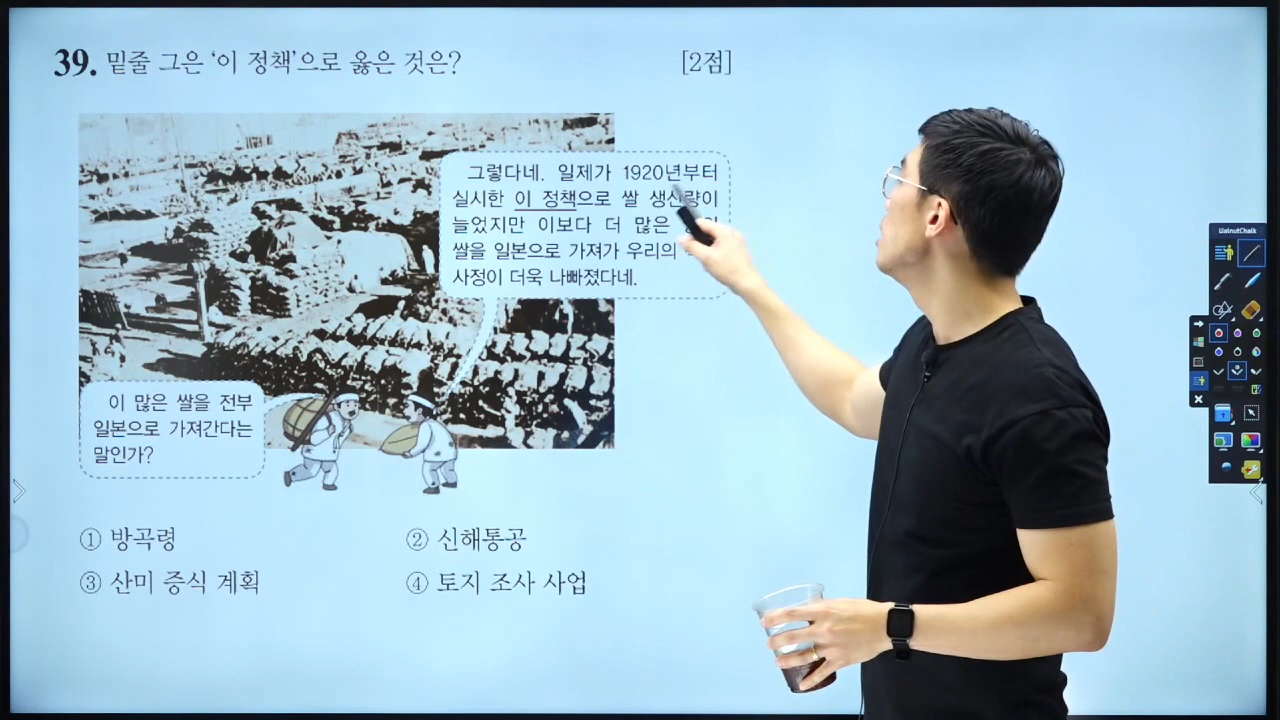 39. 밑줄 그은 '이 정책'으로 옳은 것은? [2점]
그렇다네. 일제가 1920년부터
실시한 이 정책으로 쌀 생산량이
늘었지만 이보다 더 많은
쌀을 일본으로 가져가 우리의
사정이 더욱 나빠졌다네.
이 많은 쌀을 전부
일본으로 가져간다는
말인가?
① 방곡령 ② 신해통공
③ 산미 증식 계획 ④ 토지 조사 사업
WalnutChalk